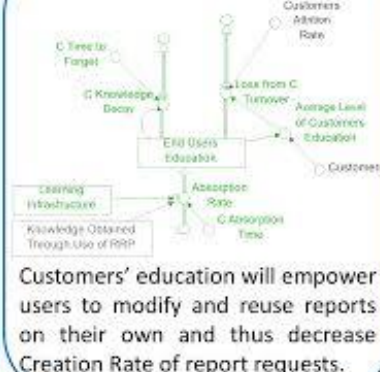 Customers
Attrition
Rate
C Time to
Forget
C Knowledge
Decay
Loss from C
Turnover
Average Level
of Customers
Education
End Users
Education
Customer
Learning
Infrastructure
Absorption
Rate
Knowledge Obtained
Through Use of RRP
C Absorption
Time
Customers' education will empower
users to modify and reuse reports
on their own and thus decrease
Creation Rate of report requests.